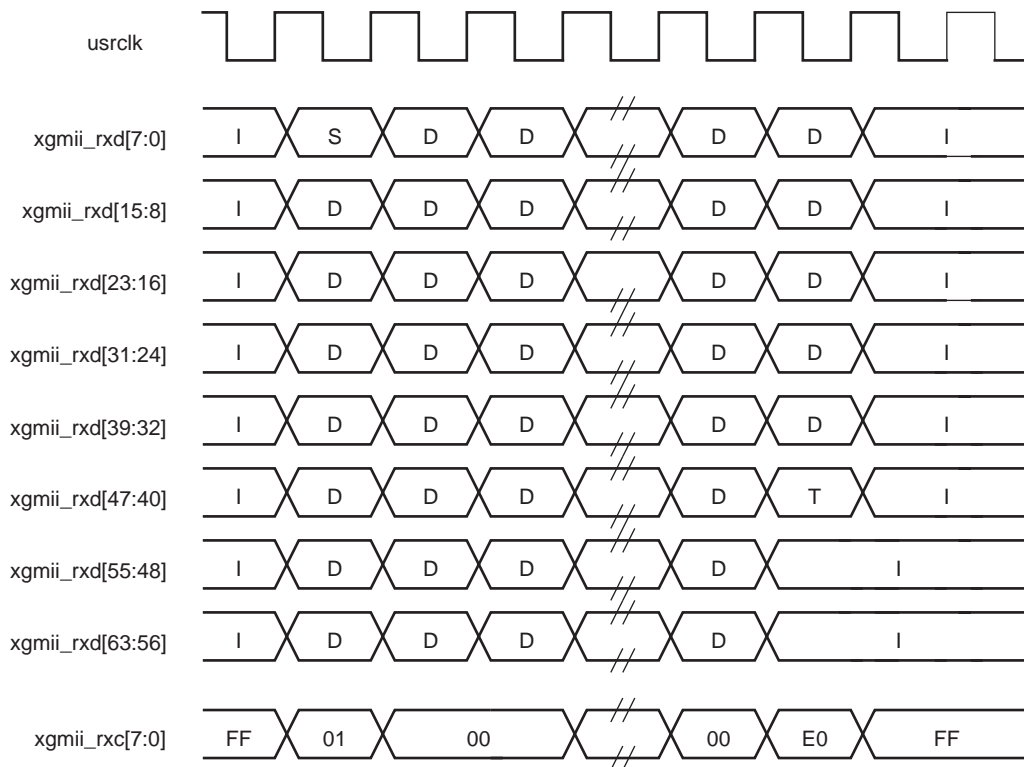 usrclk
xgmii_rxd[7:0] I S D D D D I
xgmii_rxd[15:8] I D D D D D I
xgmii_rxd[23:16] I D D D D D I
xgmii_rxd[31:24] I D D D D D I
xgmii_rxd[39:32] I D D D D D I
xgmii_rxd[47:40] I D D D D T I
xgmii_rxd[55:48] I D D D D I
xgmii_rxd[63:56] I D D D D I
xgmii_rxc[7:0] FF 01 00 00 E0 FF